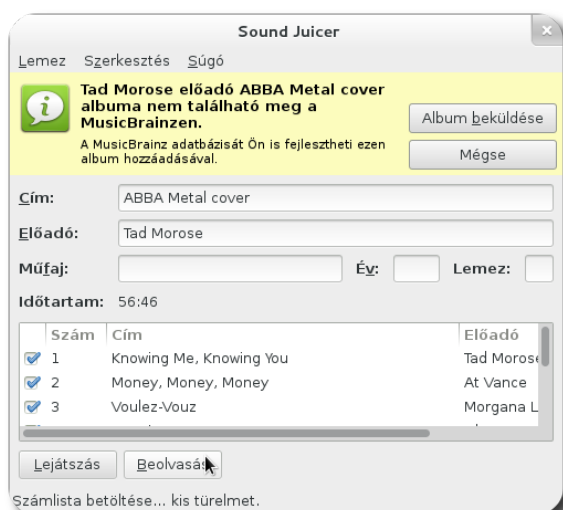 Sound Juicer
Lemez Szerkesztés Súgó
Tad Morose előadó ABBA Metal cover
albuma nem található meg a
MusicBrainzen.
A MusicBrainz adatbázisát Ön is fejlesztheti ezen
album hozzáadásával.
Album beküldése
Mégse
Cím: ABBA Metal cover
Előadó: Tad Morose
Műfaj: Év: Lemez:
Időtartam: 56:46
Szám Cím Előadó
1 Knowing Me, Knowing You Tad Morose
2 Money, Money, Money At Vance
3 Voulez-Vouz Morgana L
Lejátszás Beolvasás
Számlista betöltése... kis türelmet.